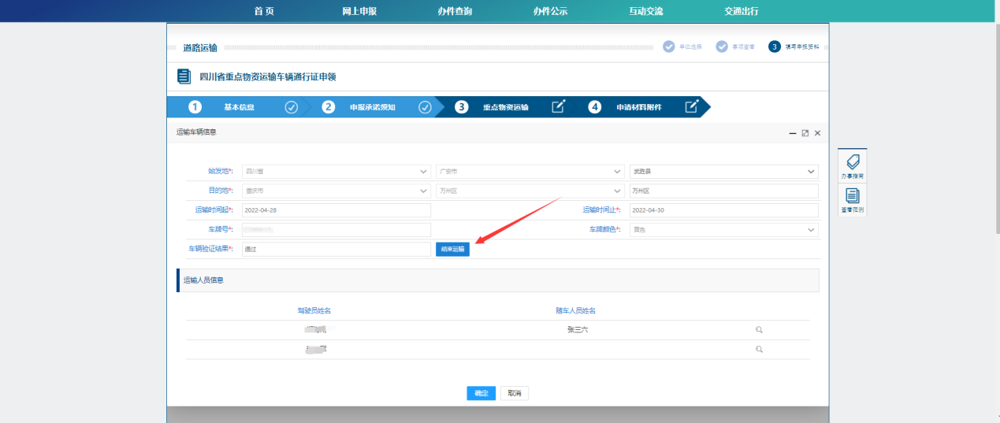 首页 网上申报 办件查询 办件公示 互动交流 交通出行
道路运输 单位选择 事项查看 3 填写申报资料
四川省重点物资运输车辆通行证申领
1 基本信息 2 申报承诺须知 3 重点物资运输 4 申请材料附件
运输车辆信息
始发地*: 四川省 广安市 武胜县
目的地*: 重庆市 万州区 万州区
运输时间起*: 2022-04-28 运输时间止*: 2022-04-30
车牌号*: 车牌颜色*: 黄色
车辆验证结果*: 通过 结束运输
运输人员信息
驾驶员姓名 随车人员姓名
张三六
确定 取消
办事指南
查看范例